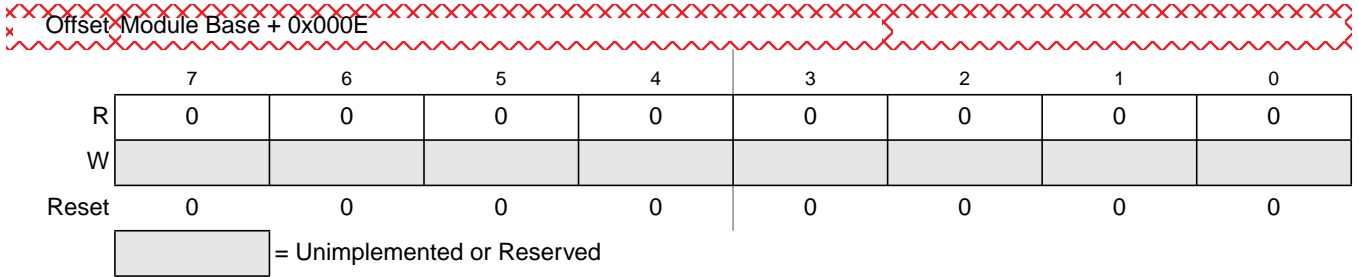 Offset Module Base + 0x000E
7 6 5 4 3 2 1 0
R 0 0 0 0 0 0 0 0
W
Reset 0 0 0 0 0 0 0 0
= Unimplemented or Reserved